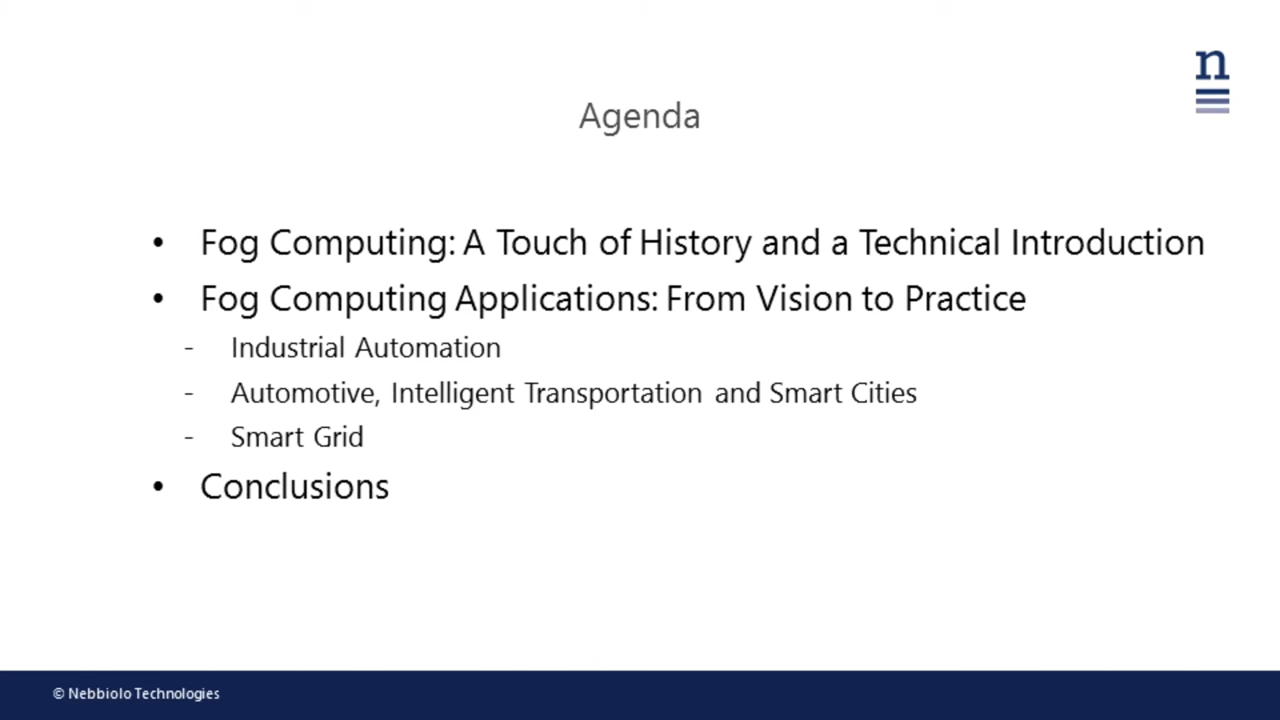 n
Agenda
• Fog Computing: A Touch of History and a Technical Introduction
• Fog Computing Applications: From Vision to Practice
- Industrial Automation
- Automotive, Intelligent Transportation and Smart Cities
- Smart Grid
• Conclusions
© Nebbiolo Technologies